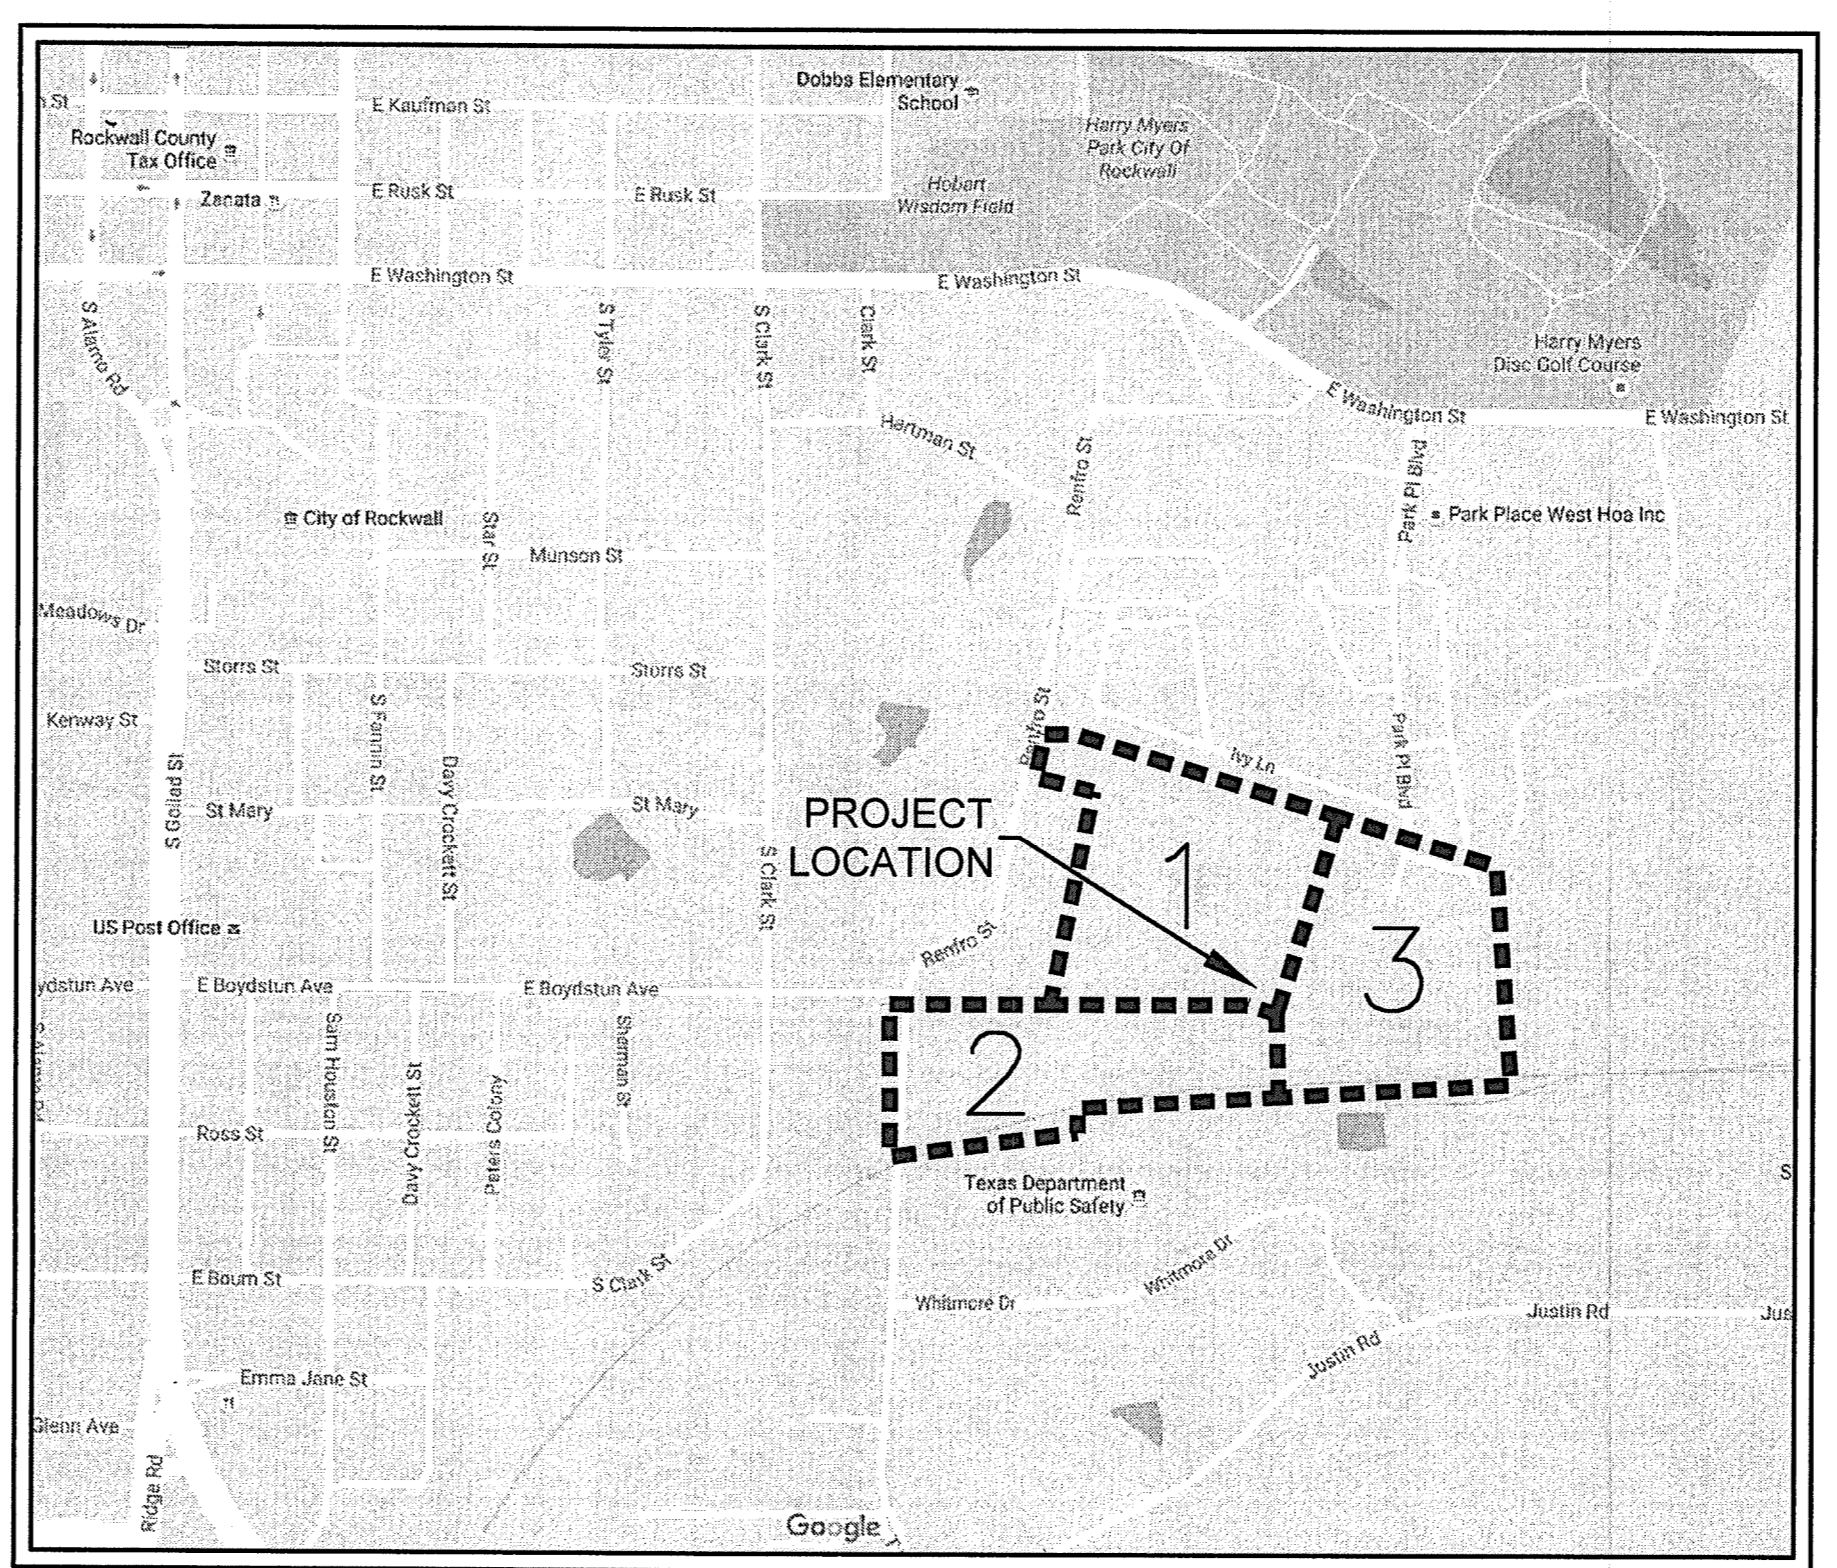 E Kaufman St
Dobbs Elementary
School
Rockwall County
Tax Office
Harry Myers
Park City Of
Rockwall
Zanata
E Rusk St
E Rusk St
Hobart
Wisdom Field
E Washington St
E Washington St
S Alamo Rd
S Tyler St
S Clark St
Clark St
Harry Myers
Disc Golf Course
E Washington St
E Washington St
Hartman St
Renfro St
Park Pl Blvd
City of Rockwall
Star St
Park Place West Hoa Inc
Munson St
Meadows Dr
Storrs St
Storrs St
Kenway St
S Fannin St
Renfro St
Ivy Ln
Park Pl Blvd
S Goliad St
St Mary
Davy Crockett St
St Mary
PROJECT
LOCATION
1
S Clark St
US Post Office
Renfro St
3
ydstun Ave
E Boydstun Ave
E Boydstun Ave
2
Sam Houston St
Davy Crockett St
Peters Colony
Sherman St
Ross St
Texas Department
of Public Safety
S
E Bourn St
S Clark St
Whitmore Dr
Whitmore Dr
Justin Rd
Jus
Justin Rd
Emma Jane St
Glenn Ave
Ridge Rd
Google